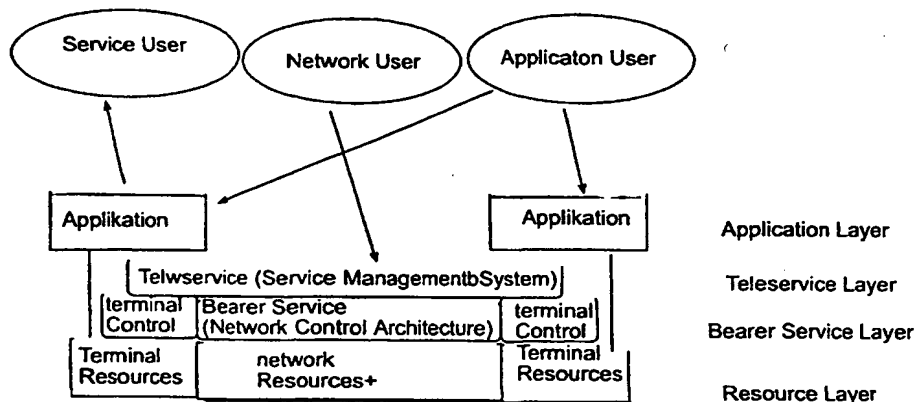 Service User
Network User
Applicaton User
Applikation
Applikation
Application Layer
Telwservice (Service ManagementbSystem)
Teleservice Layer
terminal
Control
Bearer Service
(Network Control Architecture)
terminal
Control
Bearer Service Layer
Terminal
Resources
network
Resources+
Terminal
Resources
Resource Layer